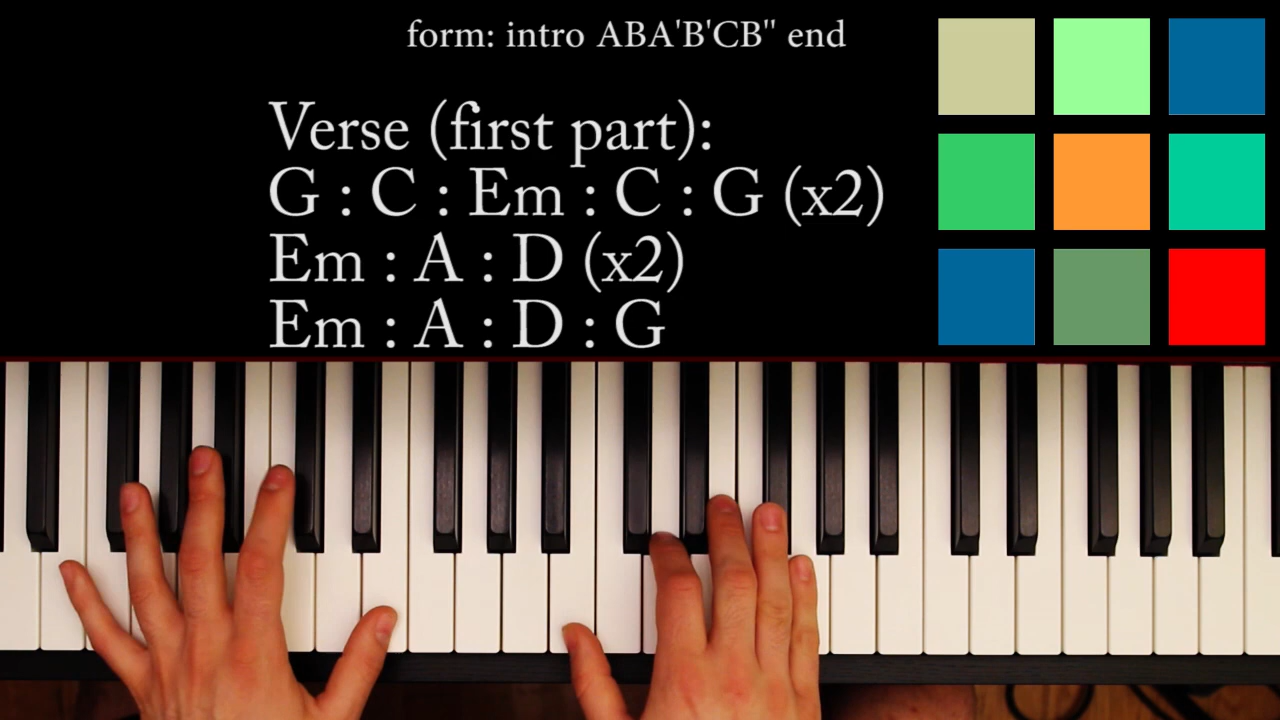 form: intro ABA'B'CB" end
Verse (first part):
G : C : Em : C : G (x2)
Em : A : D (x2)
Em : A : D : G